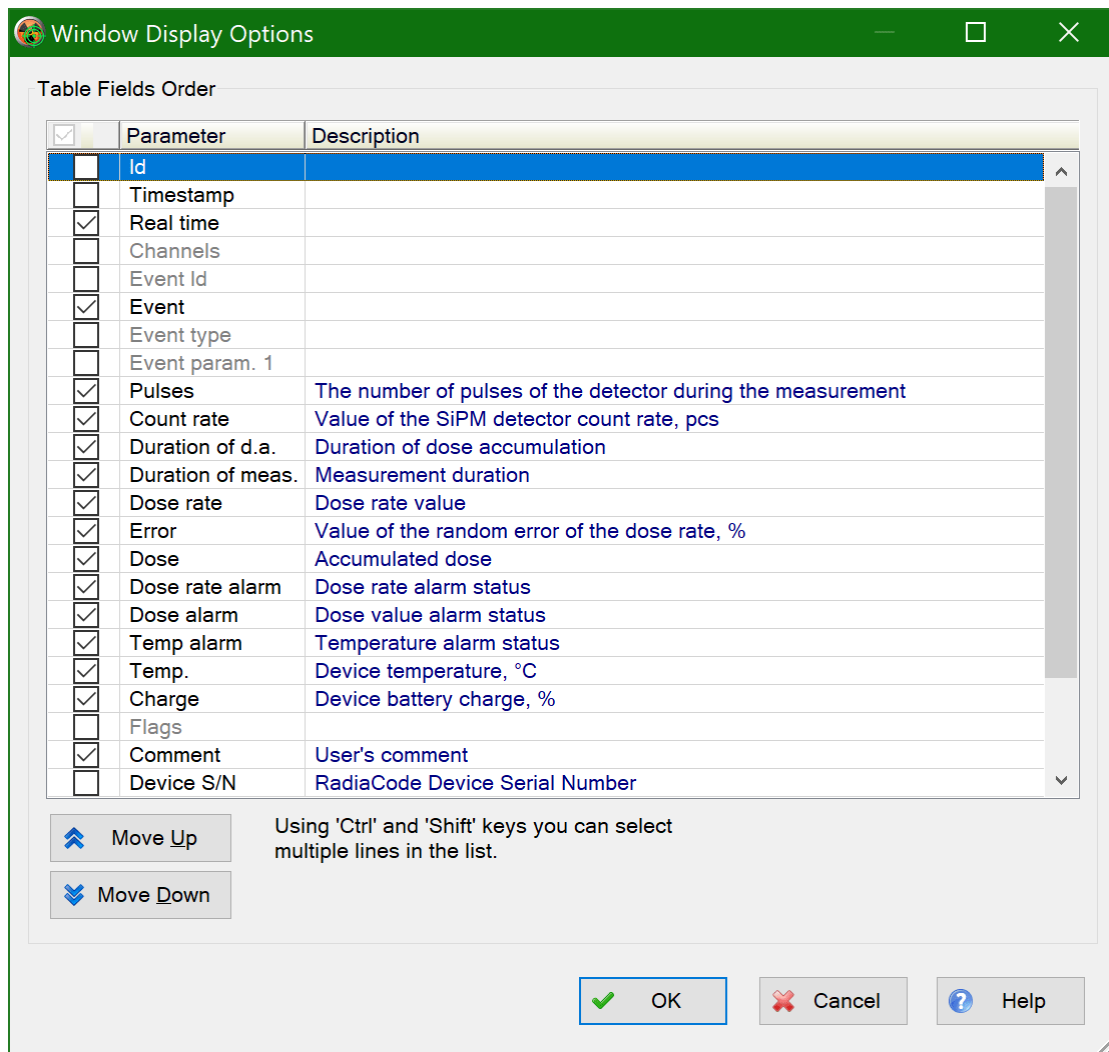 Window Display Options
Table Fields Order
Parameter Description
Id
Timestamp
Real time
Channels
Event Id
Event
Event type
Event param. 1
Pulses The number of pulses of the detector during the measurement
Count rate Value of the SiPM detector count rate, pcs
Duration of d.a. Duration of dose accumulation
Duration of meas. Measurement duration
Dose rate Dose rate value
Error Value of the random error of the dose rate, %
Dose Accumulated dose
Dose rate alarm Dose rate alarm status
Dose alarm Dose value alarm status
Temp alarm Temperature alarm status
Temp. Device temperature, °C
Charge Device battery charge, %
Flags
Comment User's comment
Device S/N RadiaCode Device Serial Number
Move Up
Using 'Ctrl' and 'Shift' keys you can select
multiple lines in the list.
Move Down
OK Cancel Help